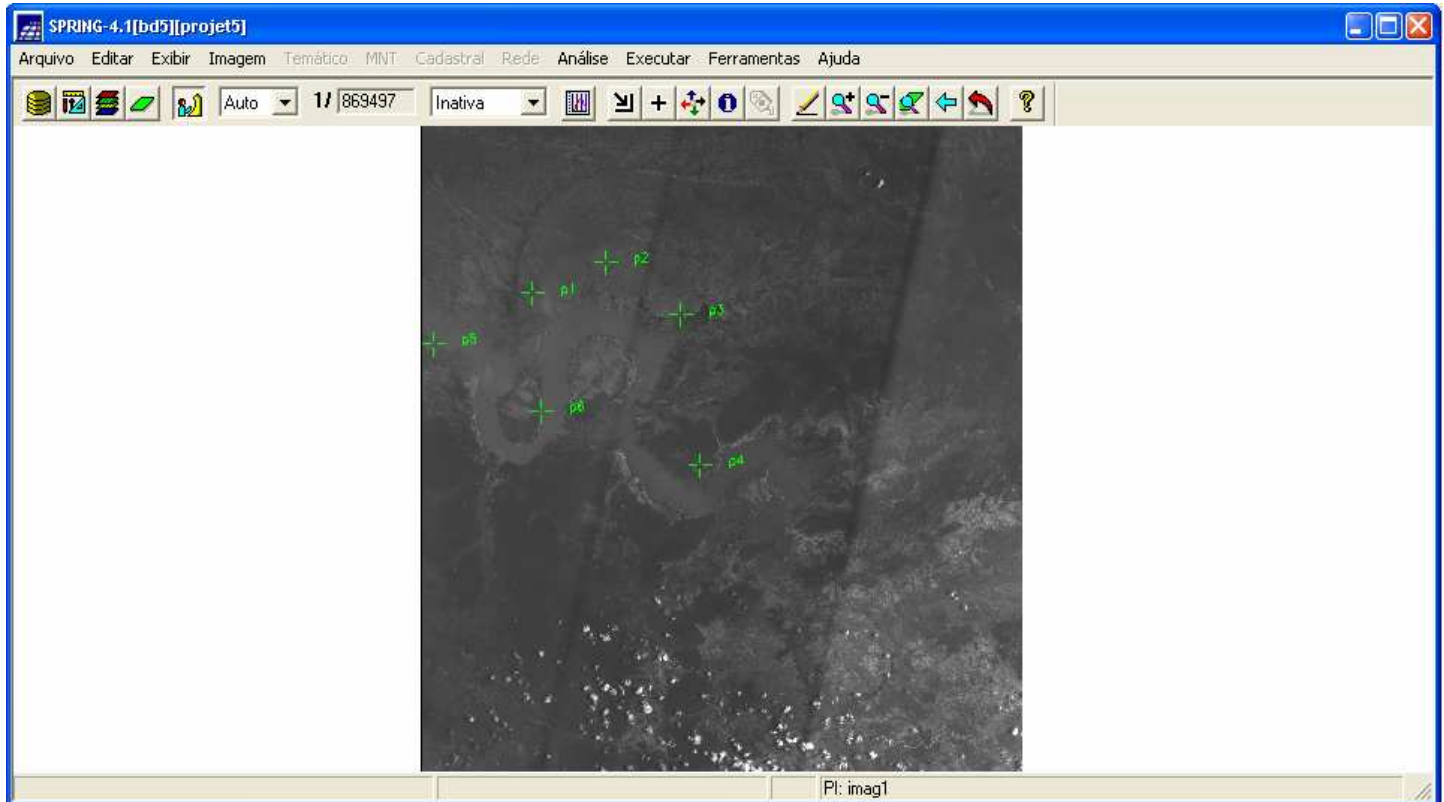 SPRING-4.1[bd5][projet5]
Arquivo Editar Exibir Imagem Temático MNT Cadastral Rede Análise Executar Ferramentas Ajuda
Auto 1/ 869497 Inativa
p2
p1
p3
p5
p6
p4
PI: imag1